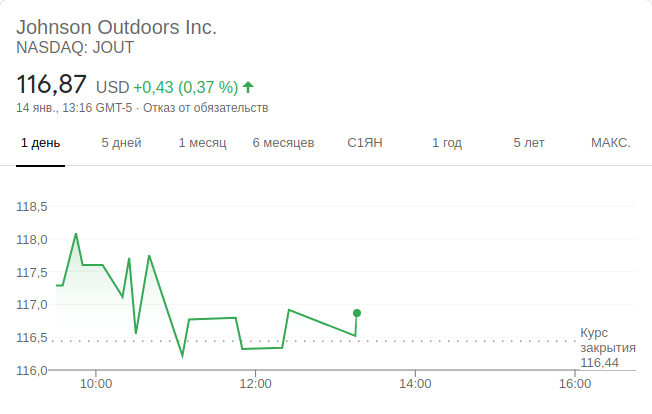 Johnson Outdoors Inc.
NASDAQ: JOUT
116,87 USD +0,43 (0,37 %)
14 янв., 13:16 GMT-5 · Отказ от обязательств
1 день 5 дней 1 месяц 6 месяцев С1ЯН 1 год 5 лет МАКС.
118,5
118,0
117,5
117,0
116,5
116,0
Курс
закрытия
116,44
10:00 12:00 14:00 16:00